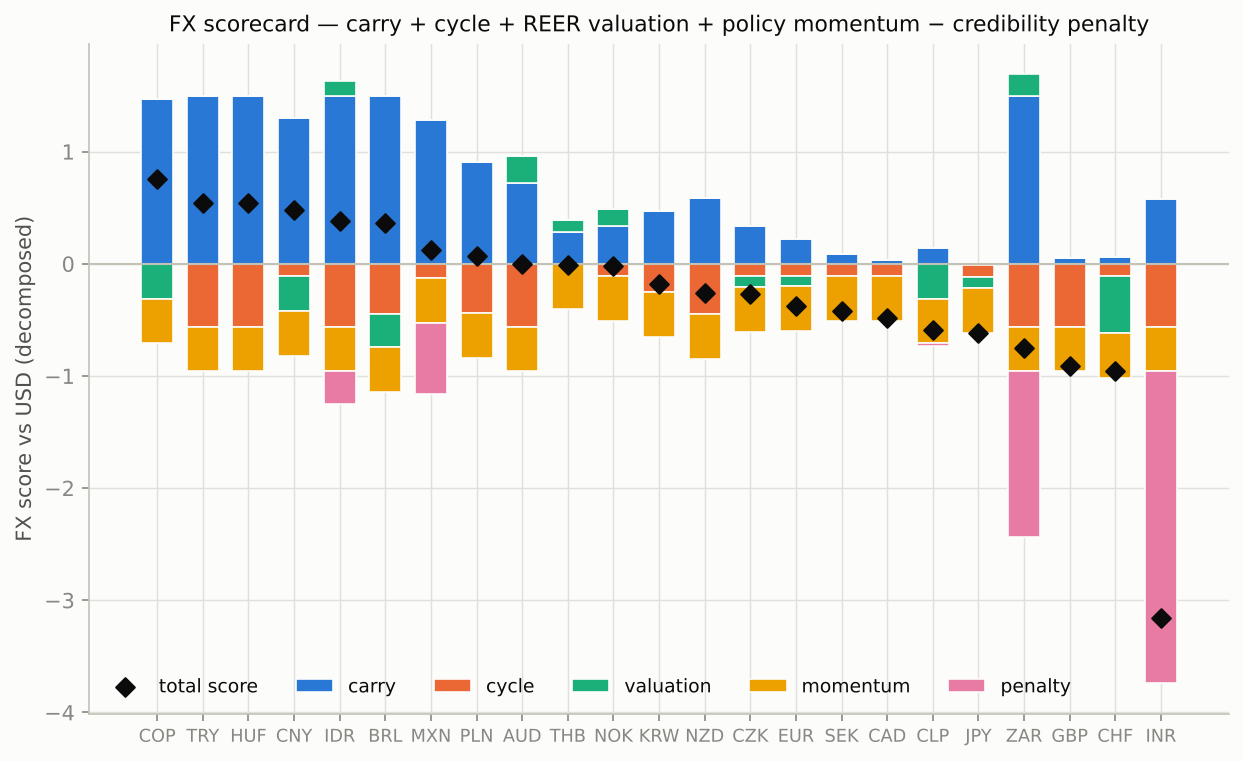 FX scorecard — carry + cycle + REER valuation + policy momentum − credibility penalty
FX score vs USD (decomposed)
1
0
−1
−2
−3
−4
total score
carry
cycle
valuation
momentum
penalty
COP TRY HUF CNY IDR BRL MXN PLN AUD THB NOK KRW NZD CZK EUR SEK CAD CLP JPY ZAR GBP CHF INR